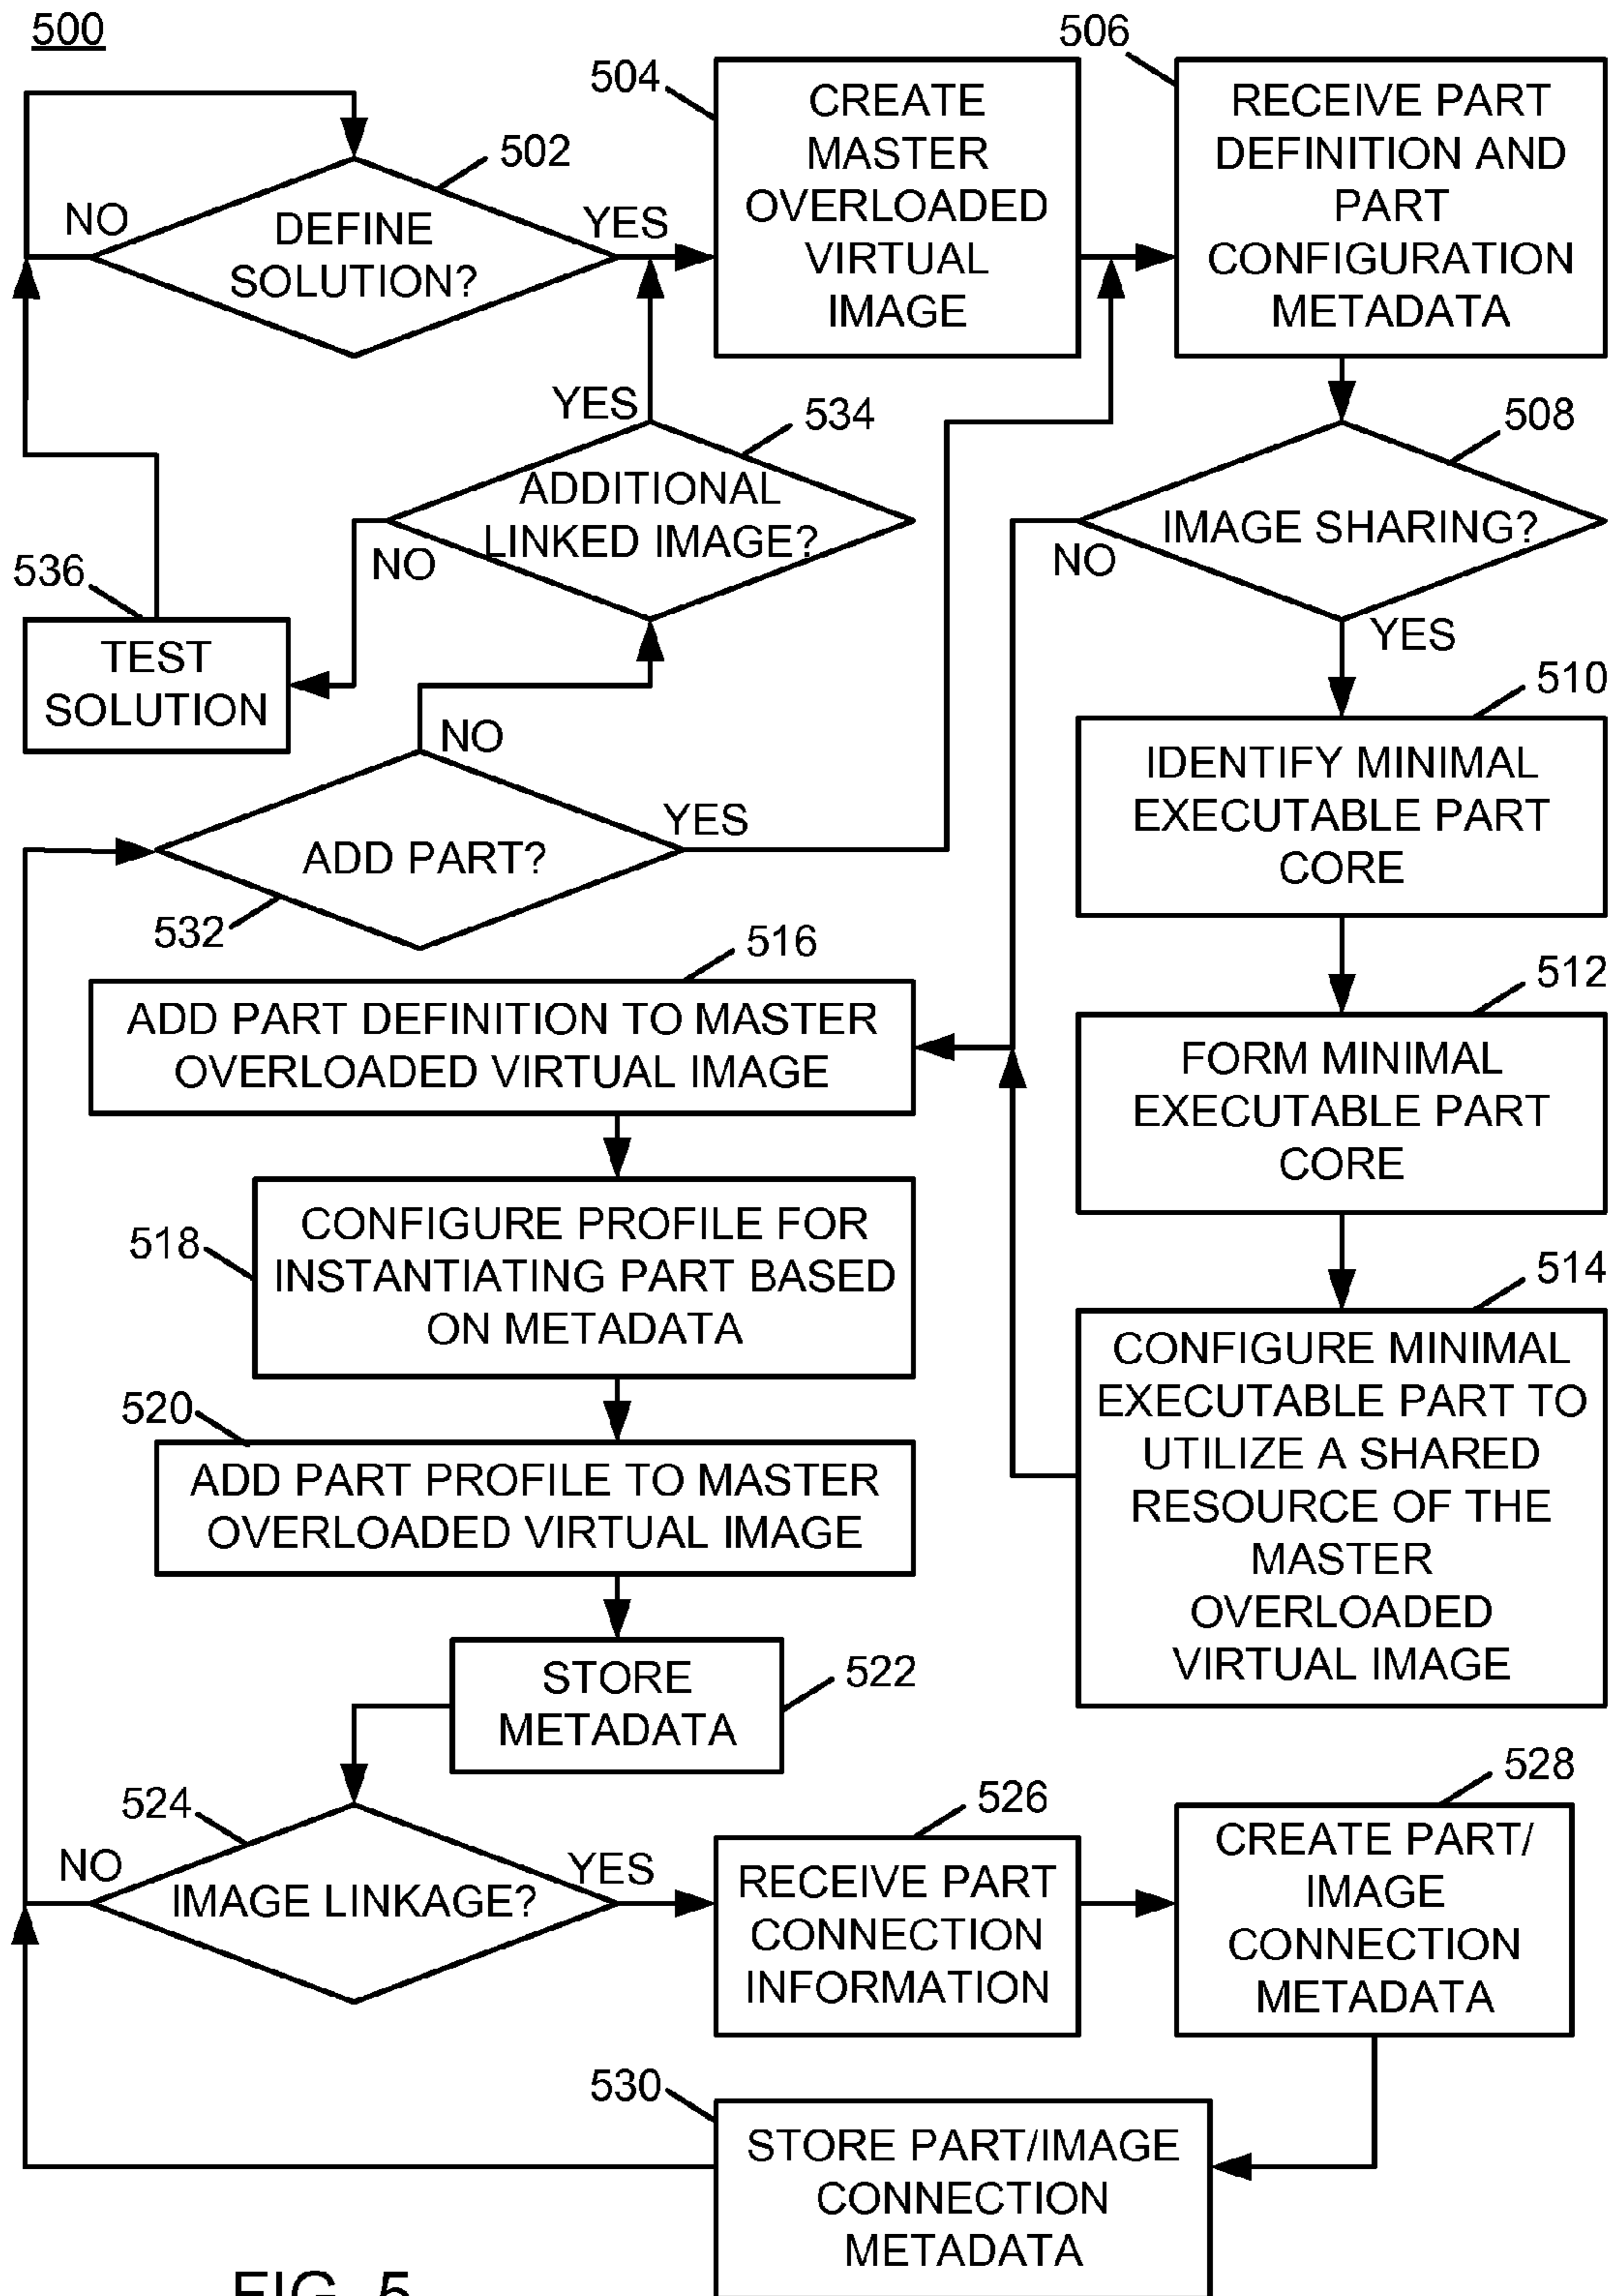 500
502
DEFINE
SOLUTION?
NO
YES
504
CREATE
MASTER
OVERLOADED
VIRTUAL
IMAGE
506
RECEIVE PART
DEFINITION AND
PART
CONFIGURATION
METADATA
508
IMAGE SHARING?
NO
YES
510
IDENTIFY MINIMAL
EXECUTABLE PART
CORE
512
FORM MINIMAL
EXECUTABLE PART
CORE
514
CONFIGURE MINIMAL
EXECUTABLE PART TO
UTILIZE A SHARED
RESOURCE OF THE
MASTER
OVERLOADED
VIRTUAL IMAGE
516
ADD PART DEFINITION TO MASTER
OVERLOADED VIRTUAL IMAGE
518
CONFIGURE PROFILE FOR
INSTANTIATING PART BASED
ON METADATA
520
ADD PART PROFILE TO MASTER
OVERLOADED VIRTUAL IMAGE
522
STORE
METADATA
524
IMAGE LINKAGE?
NO
YES
526
RECEIVE PART
CONNECTION
INFORMATION
528
CREATE PART/
IMAGE
CONNECTION
METADATA
530
STORE PART/IMAGE
CONNECTION
METADATA
532
ADD PART?
NO
YES
534
ADDITIONAL
LINKED IMAGE?
YES
NO
536
TEST
SOLUTION
FIG. 5